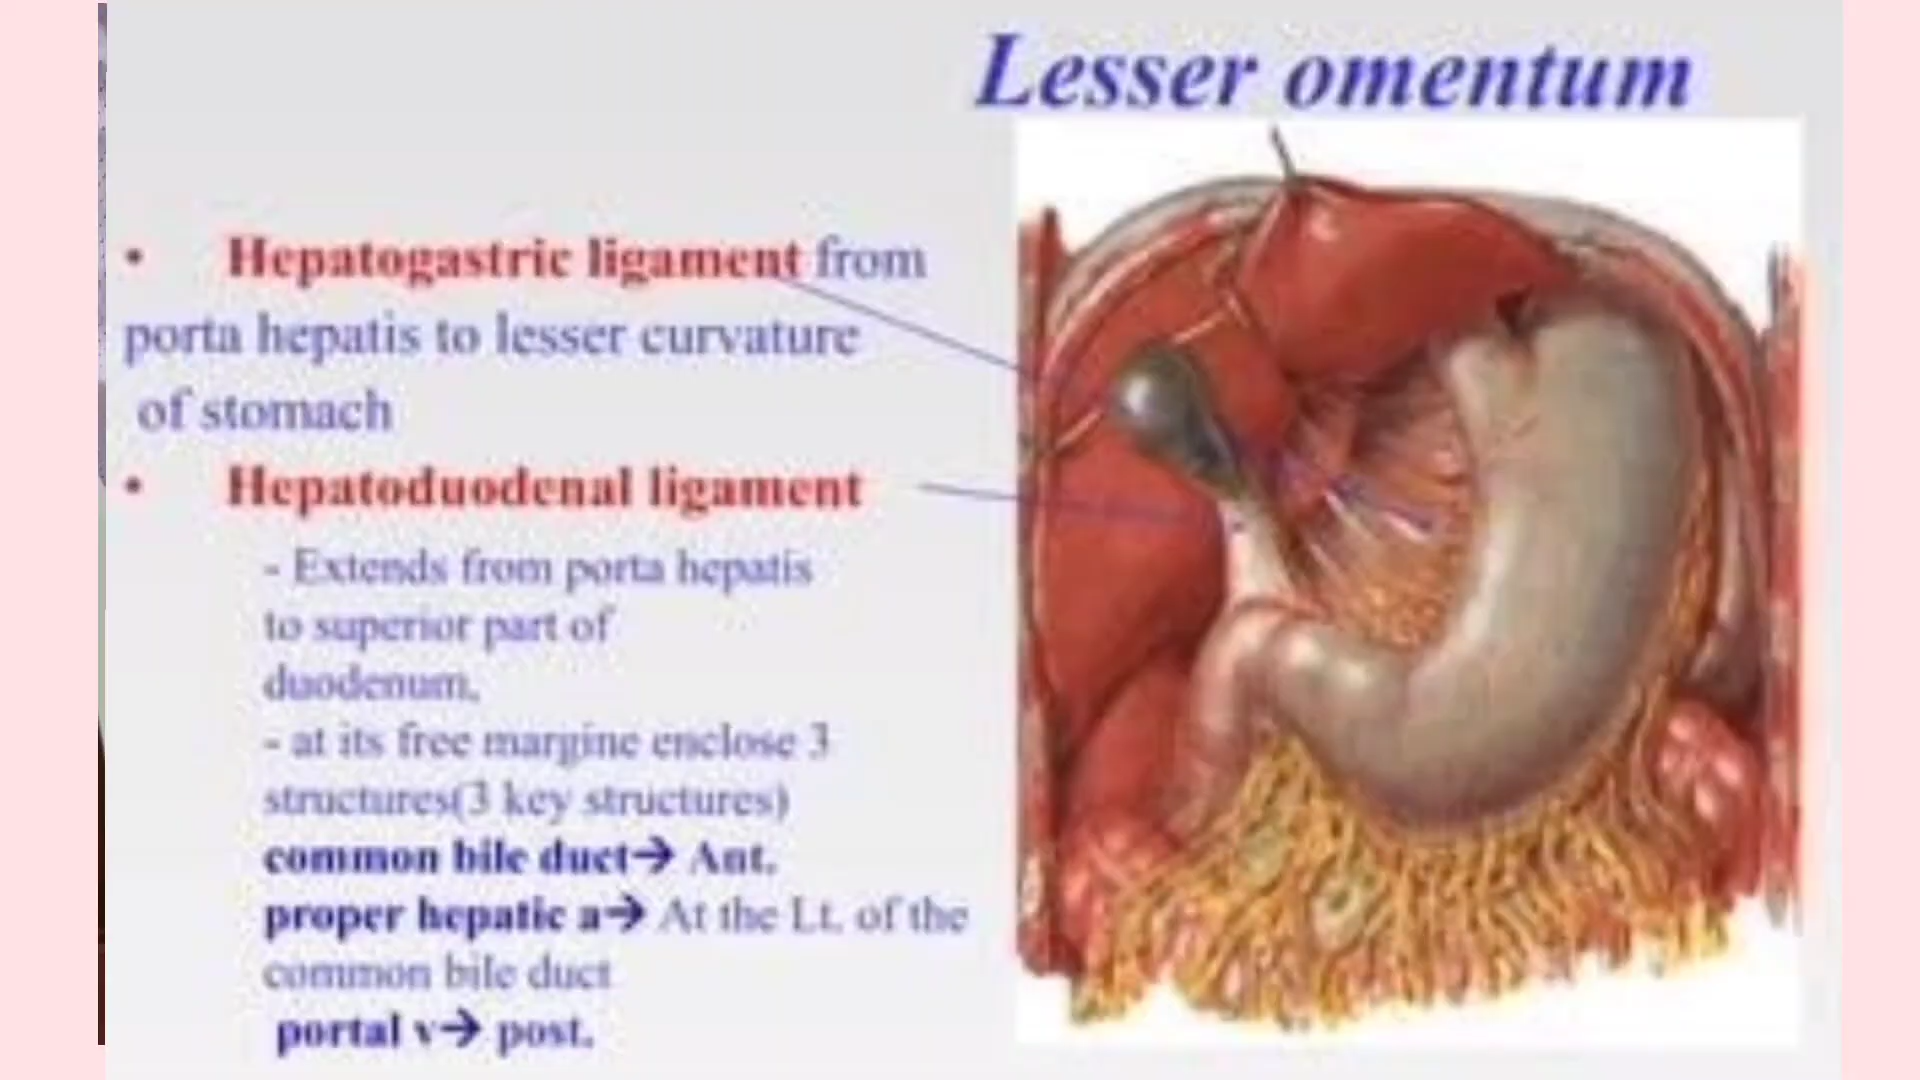 Lesser omentum
• Hepatogastric ligament from
porta hepatis to lesser curvature
of stomach
• Hepatoduodenal ligament
- Extends from porta hepatis
to superior part of
duodenum,
- at its free margine enclose 3
structures(3 key structures)
common bile duct→ Ant.
proper hepatic a→ At the Lt. of the
common bile duct
portal v→ post.